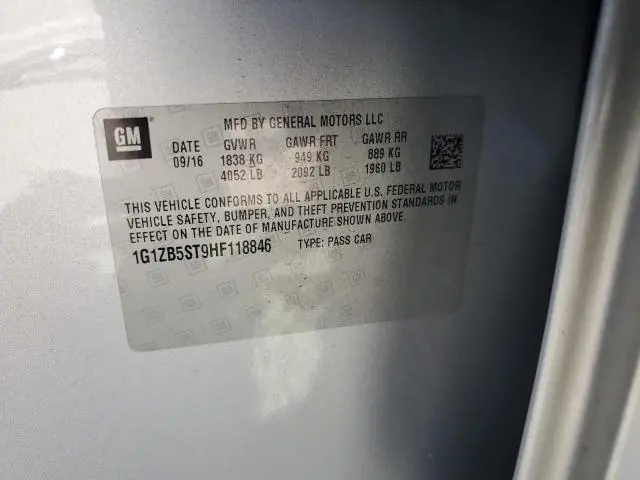 GM
MFD BY GENERAL MOTORS LLC
DATE GVWR GAWR FRT GAWR RR
09/16 1838 KG 949 KG 889 KG
4052 LB 2092 LB 1960 LB
THIS VEHICLE CONFORMS TO ALL APPLICABLE U.S. FEDERAL MOTOR
VEHICLE SAFETY, BUMPER, AND THEFT PREVENTION STANDARDS IN
EFFECT ON THE DATE OF MANUFACTURE SHOWN ABOVE.
1G1ZB5ST9HF118846 TYPE: PASS CAR